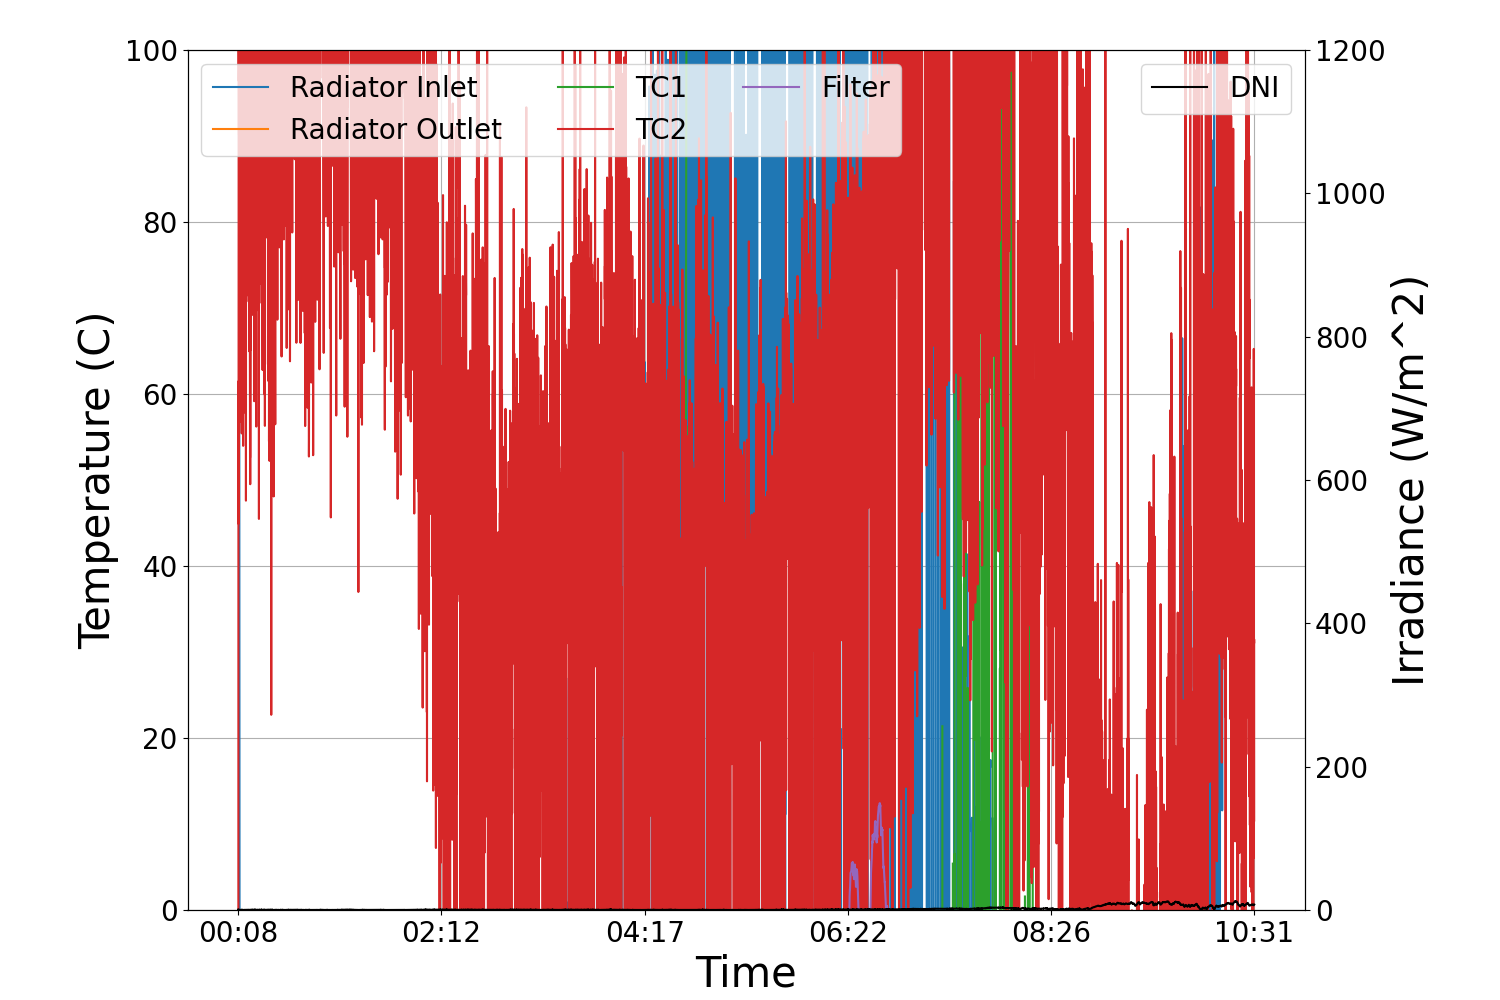 Radiator Inlet
Radiator Outlet
TC1
TC2
Filter
DNI
Temperature (C)
100
80
60
40
20
0
Irradiance (W/m^2)
1200
1000
800
600
400
200
0
00:08 02:12 04:17 06:22 08:26 10:31
Time